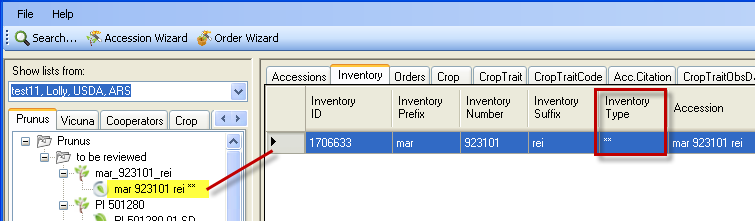 File Help
Search... Accession Wizard Order Wizard
Show lists from:
test11, Lolly, USDA, ARS
Prunus Vicuna Cooperators Crop
Prunus
to be reviewed
mar_923101_rei
mar 923101 rei **
PI 501280
PI 501280 01 SD
Accessions Inventory Orders Crop CropTrait CropTraitCode Acc.Citation CropTraitObsD
Inventory ID Inventory Prefix Inventory Number Inventory Suffix Inventory Type Accession
1706633 mar 923101 rei ** mar 923101 rei